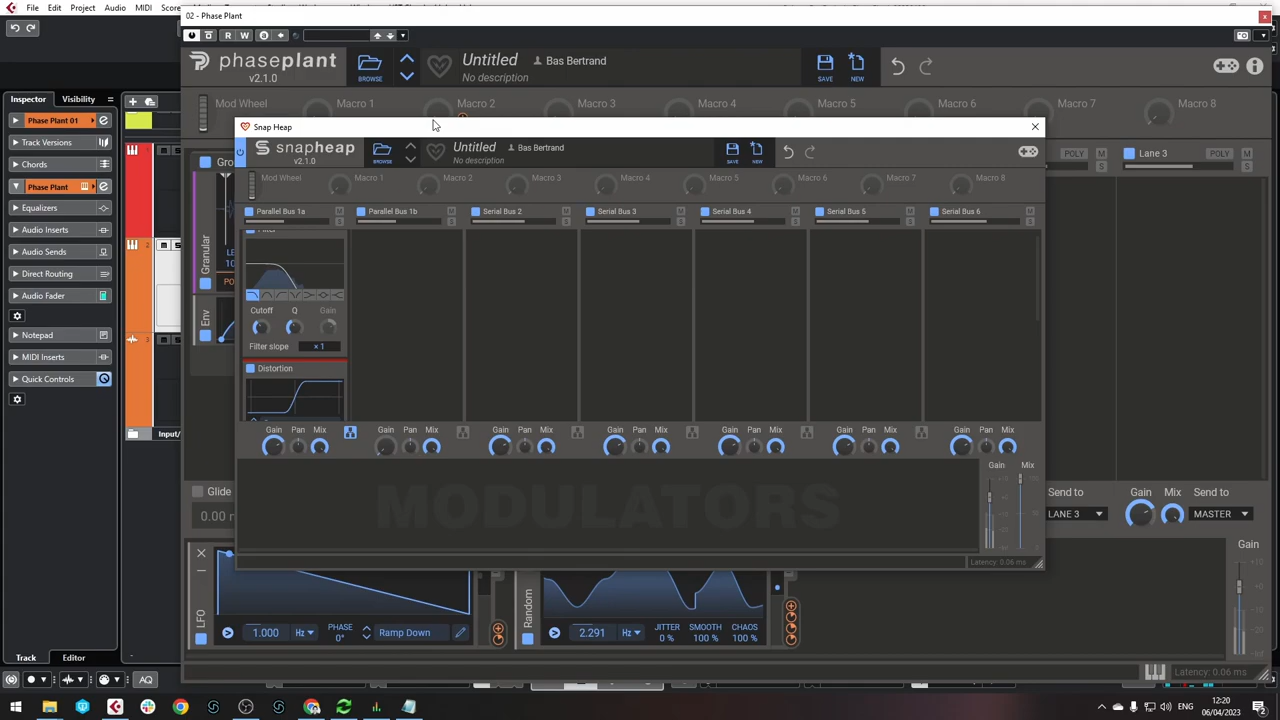 File Edit Project Audio MIDI Score
02 - Phase Plant
R W
phaseplant
v2.1.0
BROWSE
Untitled
Bas Bertrand
No description
SAVE
NEW
Inspector Visibility
Mod Wheel Macro 1 Macro 2 Macro 3 Macro 4 Macro 5 Macro 6 Macro 7 Macro 8
Phase Plant 01
Track Versions
Chords
Phase Plant
Equalizers
Audio Inserts
Audio Sends
Direct Routing
Audio Fader
Notepad
MIDI Inserts
Quick Controls
Snap Heap
snapheap
v2.1.0
BROWSE
Untitled
Bas Bertrand
No description
SAVE
NEW
POLY M S
Lane 3 POLY M S
Mod Wheel Macro 1 Macro 2 Macro 3 Macro 4 Macro 5 Macro 6 Macro 7 Macro 8
Parallel Bus 1a Parallel Bus 1b Serial Bus 2 Serial Bus 3 Serial Bus 4 Serial Bus 5 Serial Bus 6
Granular
Env
Cutoff Q Gain
Filter slope ×1
Distortion
Gain Pan Mix Gain Pan Mix Gain Pan Mix Gain Pan Mix Gain Pan Mix Gain Pan Mix Gain Pan Mix
MODULATORS
Gain Mix
Latency: 0.06 ms
Glide
Send to Gain Mix Send to
LANE 3 MASTER
Gain
LFO
1.000 Hz PHASE 0° Ramp Down
Random
2.291 Hz JITTER 0 % SMOOTH 100 % CHAOS 100 %
Latency: 0.06 ms
Track Editor
AQ
ENG
12:20
06/04/2023